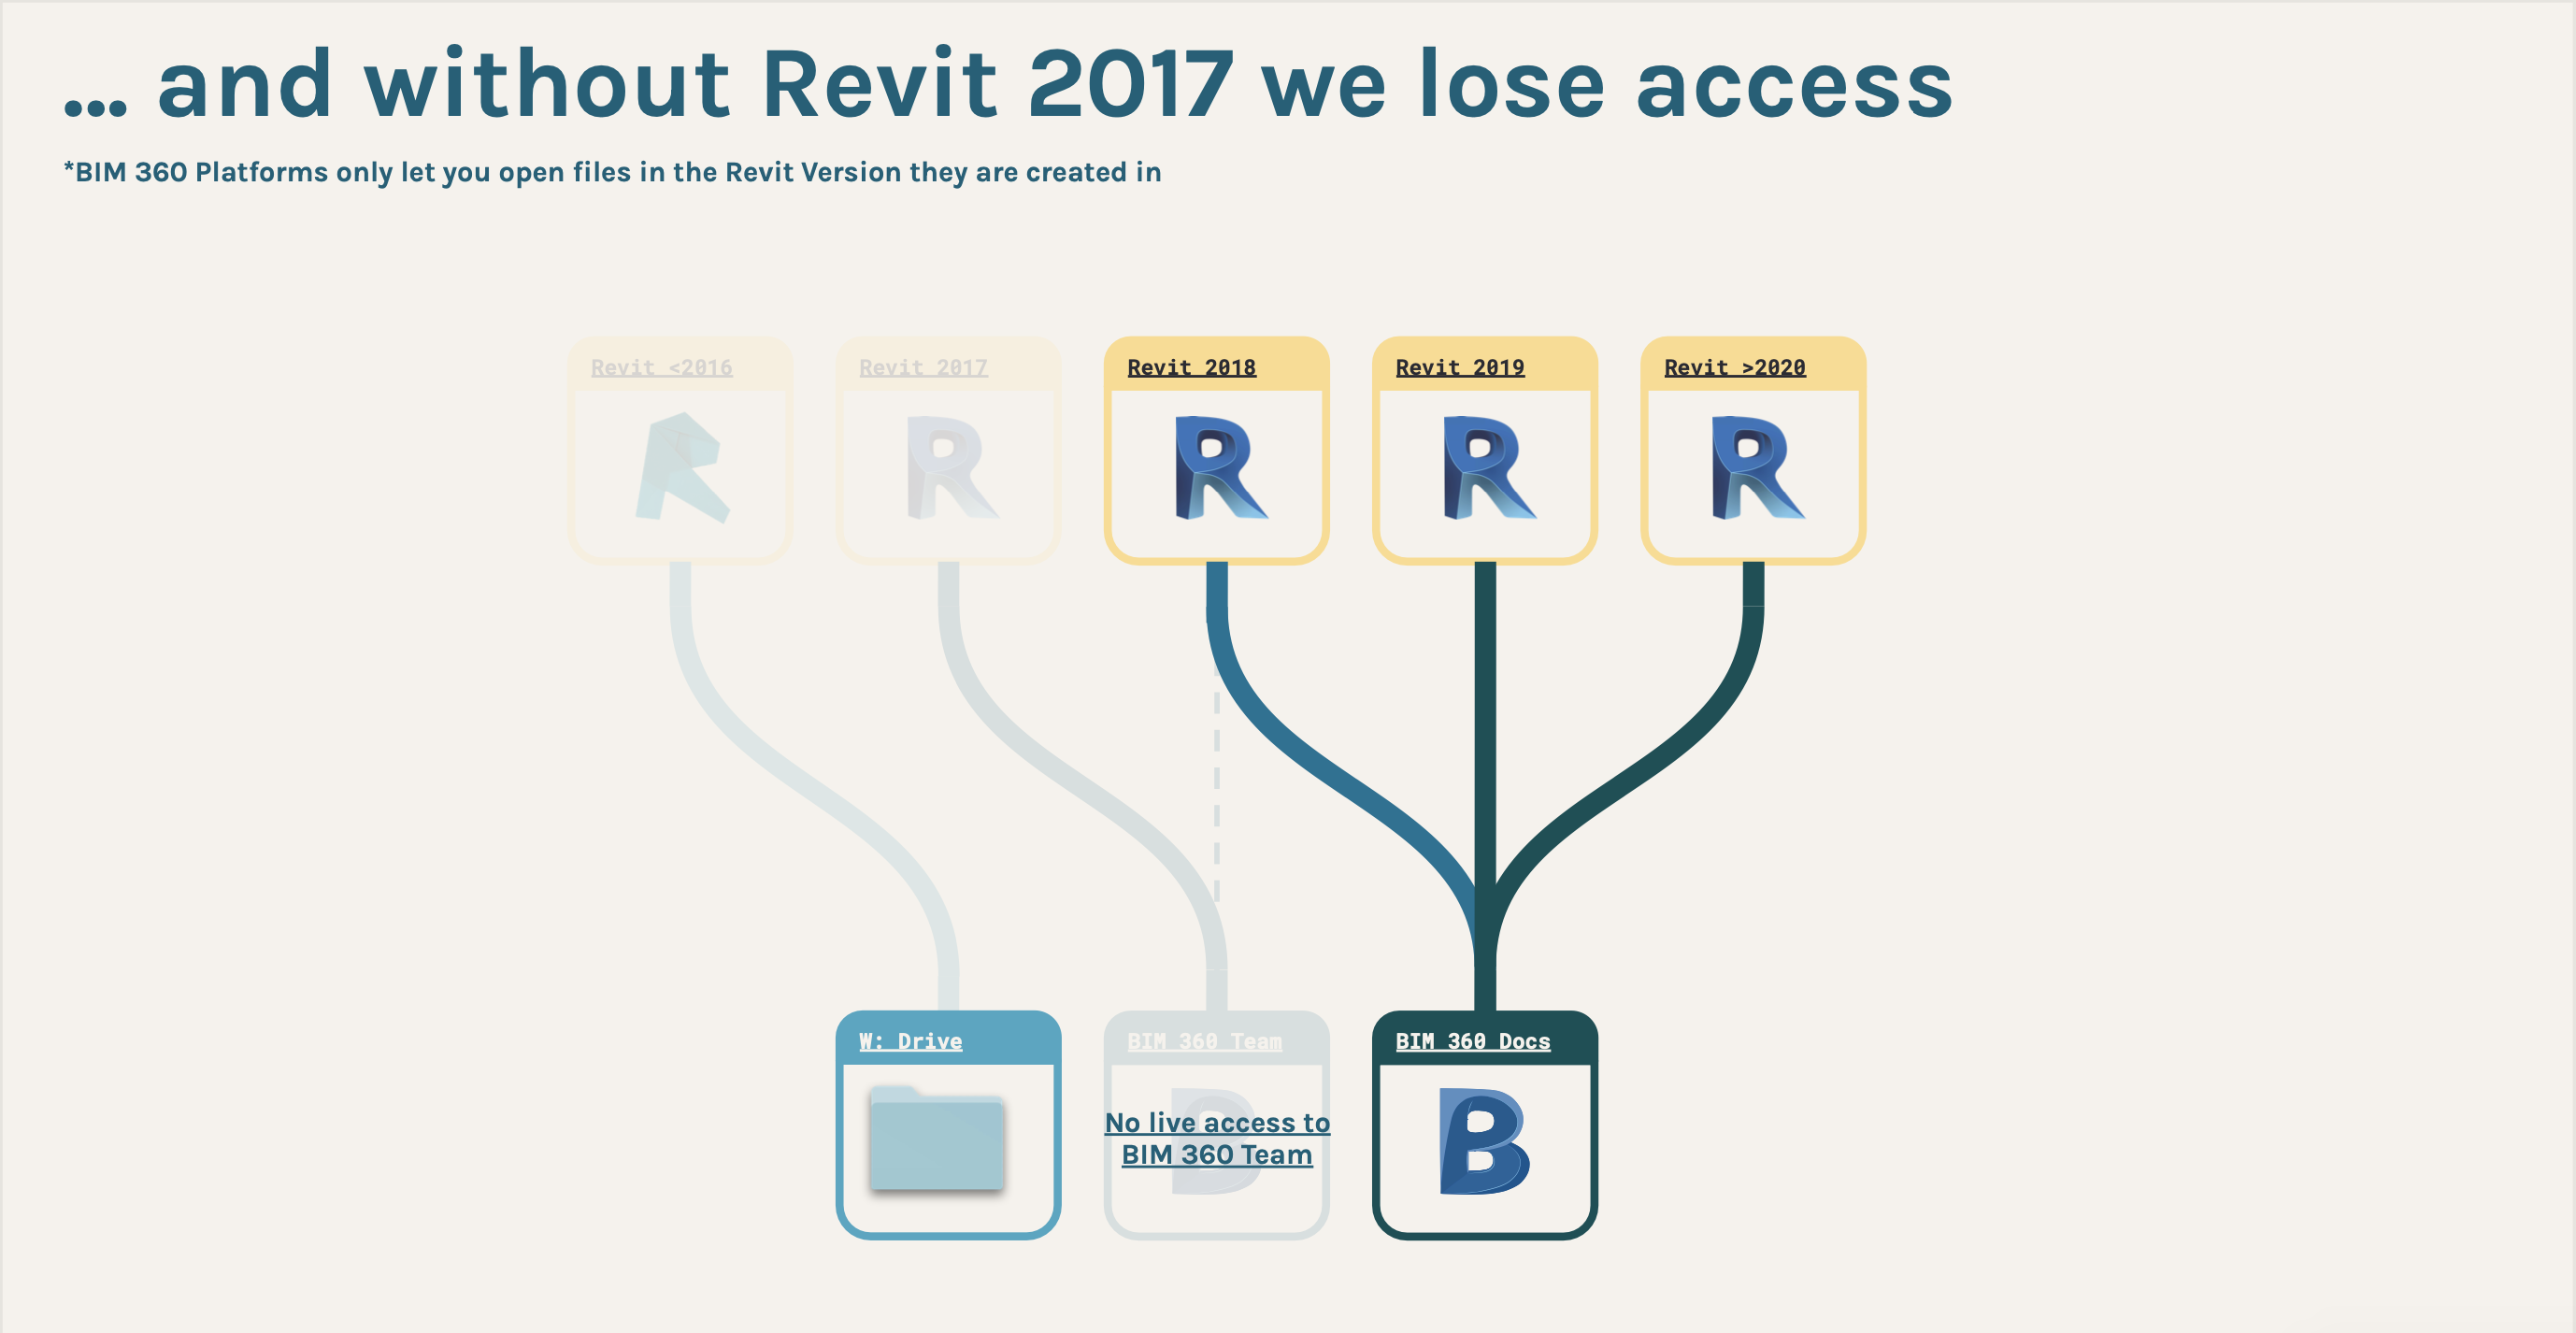 ... and without Revit 2017 we lose access
*BIM 360 Platforms only let you open files in the Revit Version they are created in
Revit <2016
Revit 2017
Revit 2018
Revit 2019
Revit >2020
W: Drive
BIM 360 Team
BIM 360 Docs
No live access to
BIM 360 Team